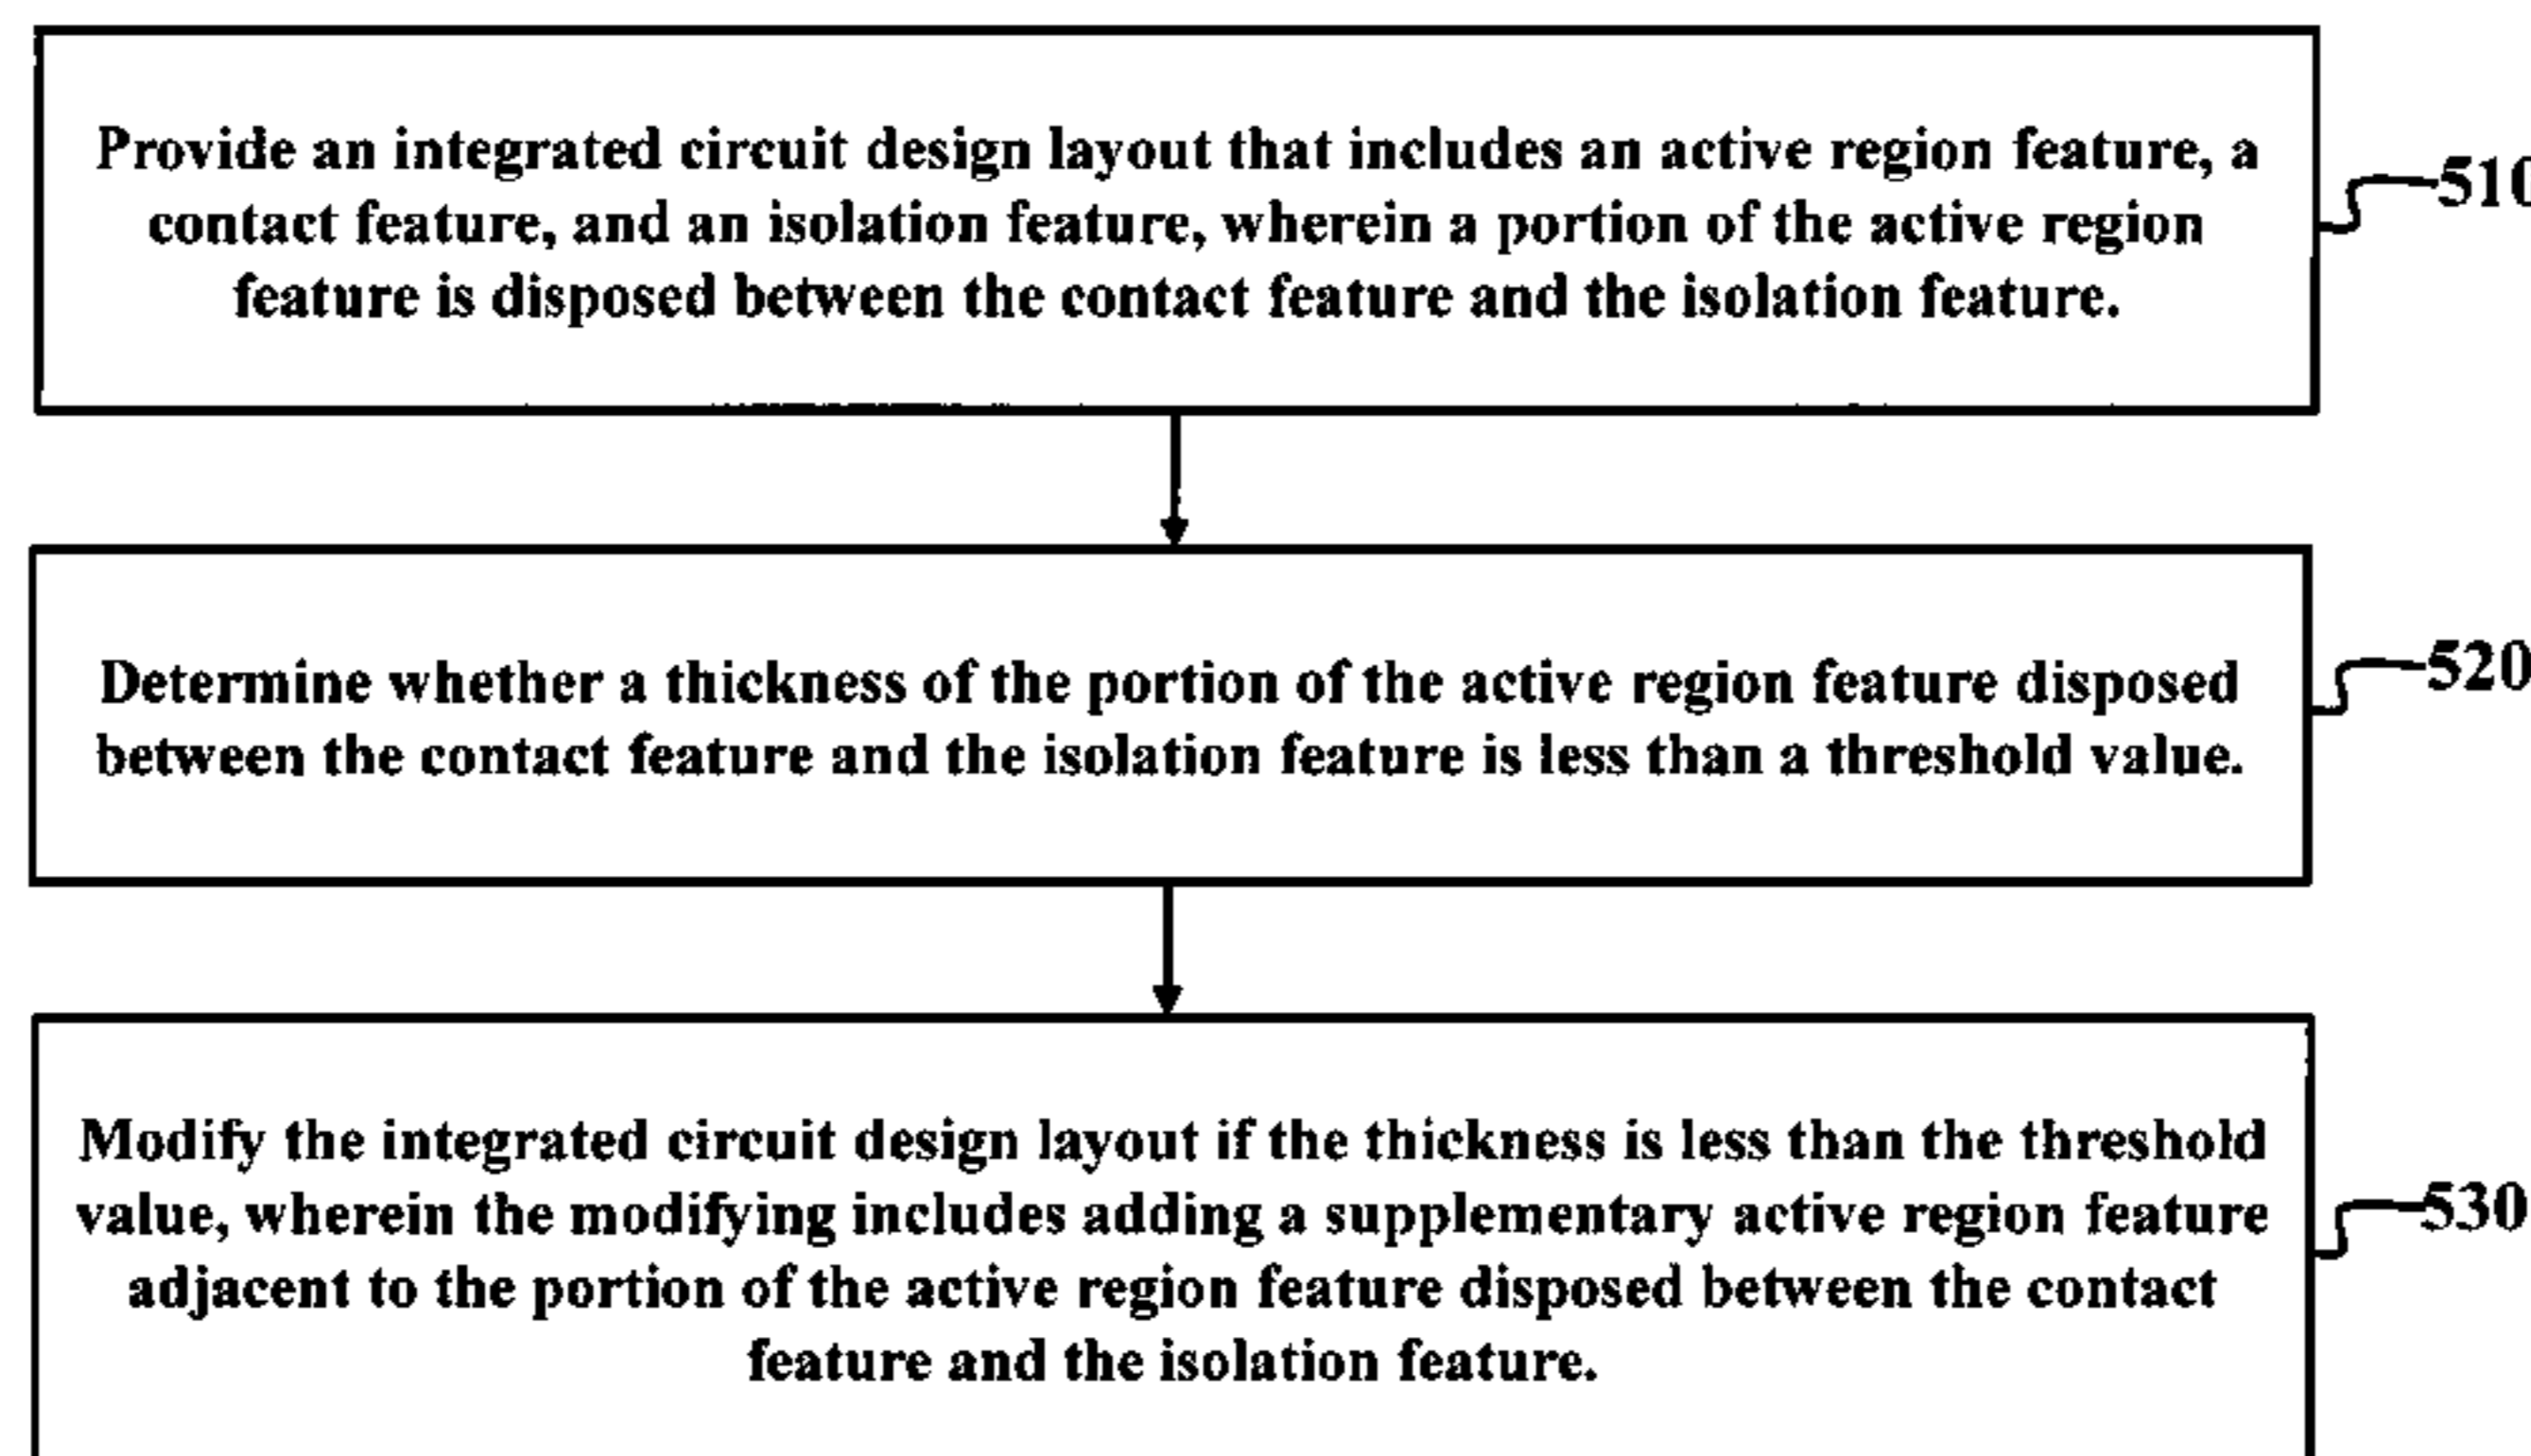 Provide an integrated circuit design layout that includes an active region feature, a
contact feature, and an isolation feature, wherein a portion of the active region
feature is disposed between the contact feature and the isolation feature.
510
Determine whether a thickness of the portion of the active region feature disposed
between the contact feature and the isolation feature is less than a threshold value.
520
Modify the integrated circuit design layout if the thickness is less than the threshold
value, wherein the modifying includes adding a supplementary active region feature
adjacent to the portion of the active region feature disposed between the contact
feature and the isolation feature.
530